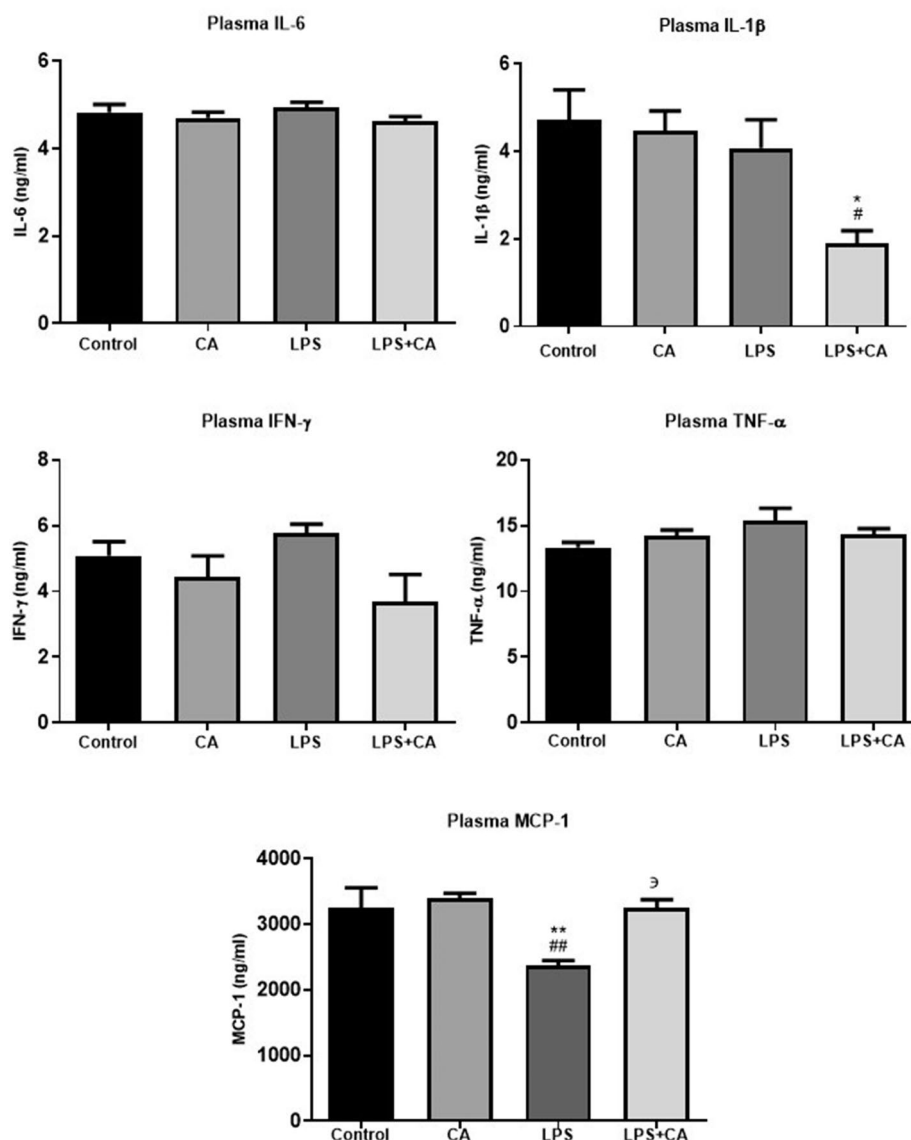 Plasma IL-6
IL-6 (ng/ml)
6
4
2
0
Control CA LPS LPS+CA
Plasma IL-1β
IL-1β (ng/ml)
6
4
2
0
*
#
Control CA LPS LPS+CA
Plasma IFN-γ
IFN-γ (ng/ml)
8
6
4
2
0
Control CA LPS LPS+CA
Plasma TNF-α
TNF-α (ng/ml)
20
15
10
5
0
Control CA LPS LPS+CA
Plasma MCP-1
MCP-1 (ng/ml)
4000
3000
2000
1000
0
**
##
э
Control CA LPS LPS+CA